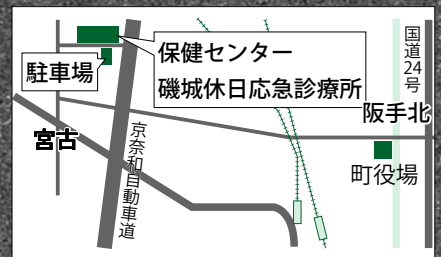 保健センター
磯城休日応急診療所
駐車場
国道24号
阪手北
宮古
京奈和自動車道
町役場